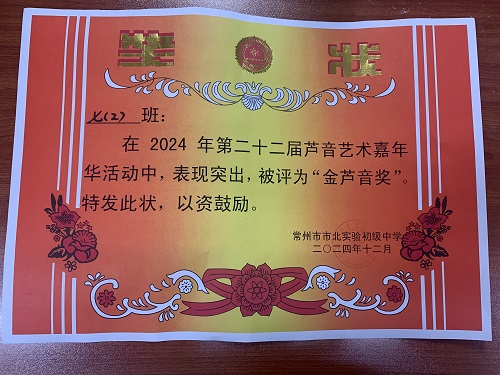 奖 状
七(2) 班:
在 2024 年第二十二届芦音艺术嘉年
华活动中，表现突出，被评为“金芦音奖”。
特发此状，以资鼓励。
常州市市北实验初级中学
二〇二四年十二月